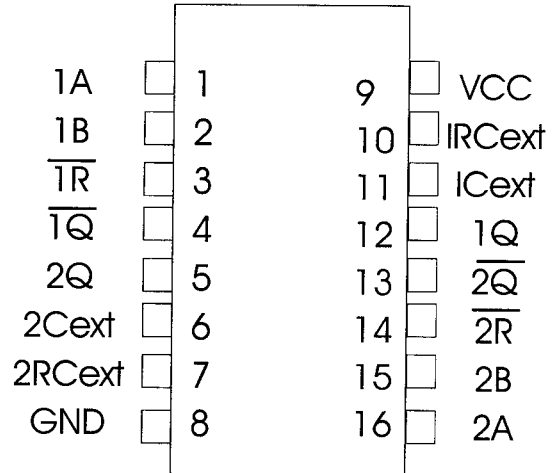 1A 1 9 VCC
1B 2 10 IRCext
1R 3 11 ICext
1Q 4 12 1Q
2Q 5 13 2Q
2Cext 6 14 2R
2RCext 7 15 2B
GND 8 16 2A